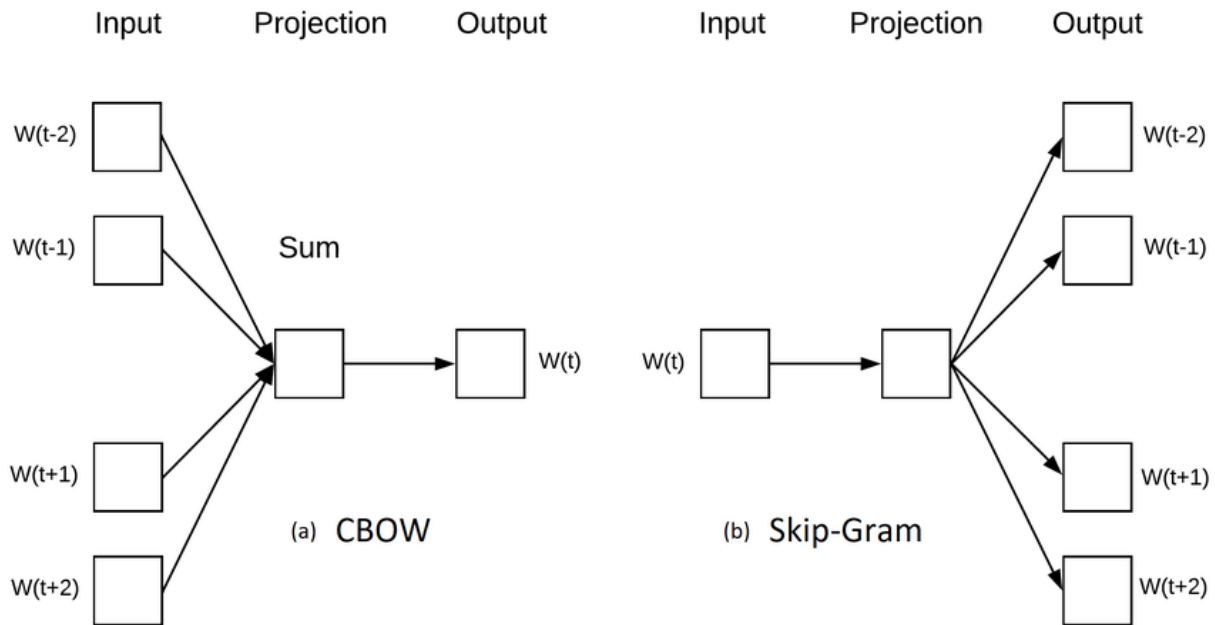 Input Projection Output
W(t-2)
W(t-1)
Sum
W(t)
W(t+1)
W(t+2)
(a) CBOW
Input Projection Output
W(t-2)
W(t-1)
W(t)
W(t+1)
W(t+2)
(b) Skip-Gram